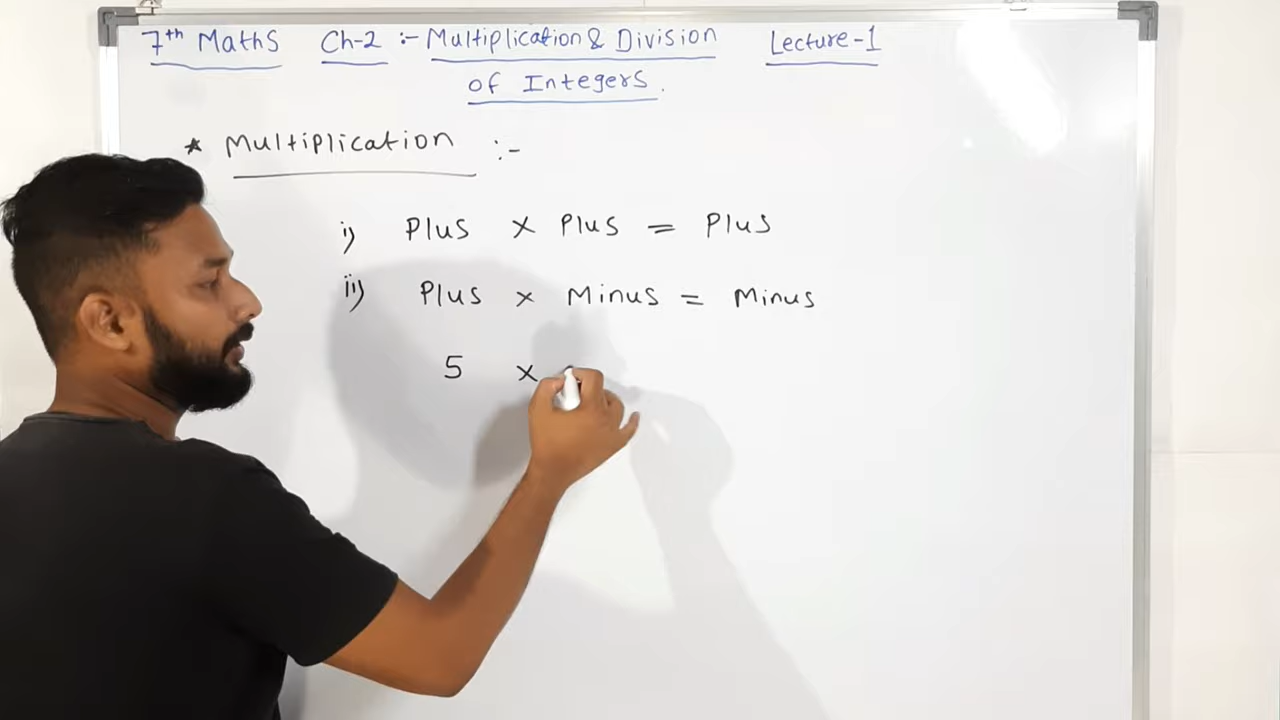 7th Maths Ch-2 :- Multiplication & Division Lecture-1
of Integers.
* Multiplication :-
i) Plus × Plus = Plus
ii) Plus × Minus = Minus
5 ×